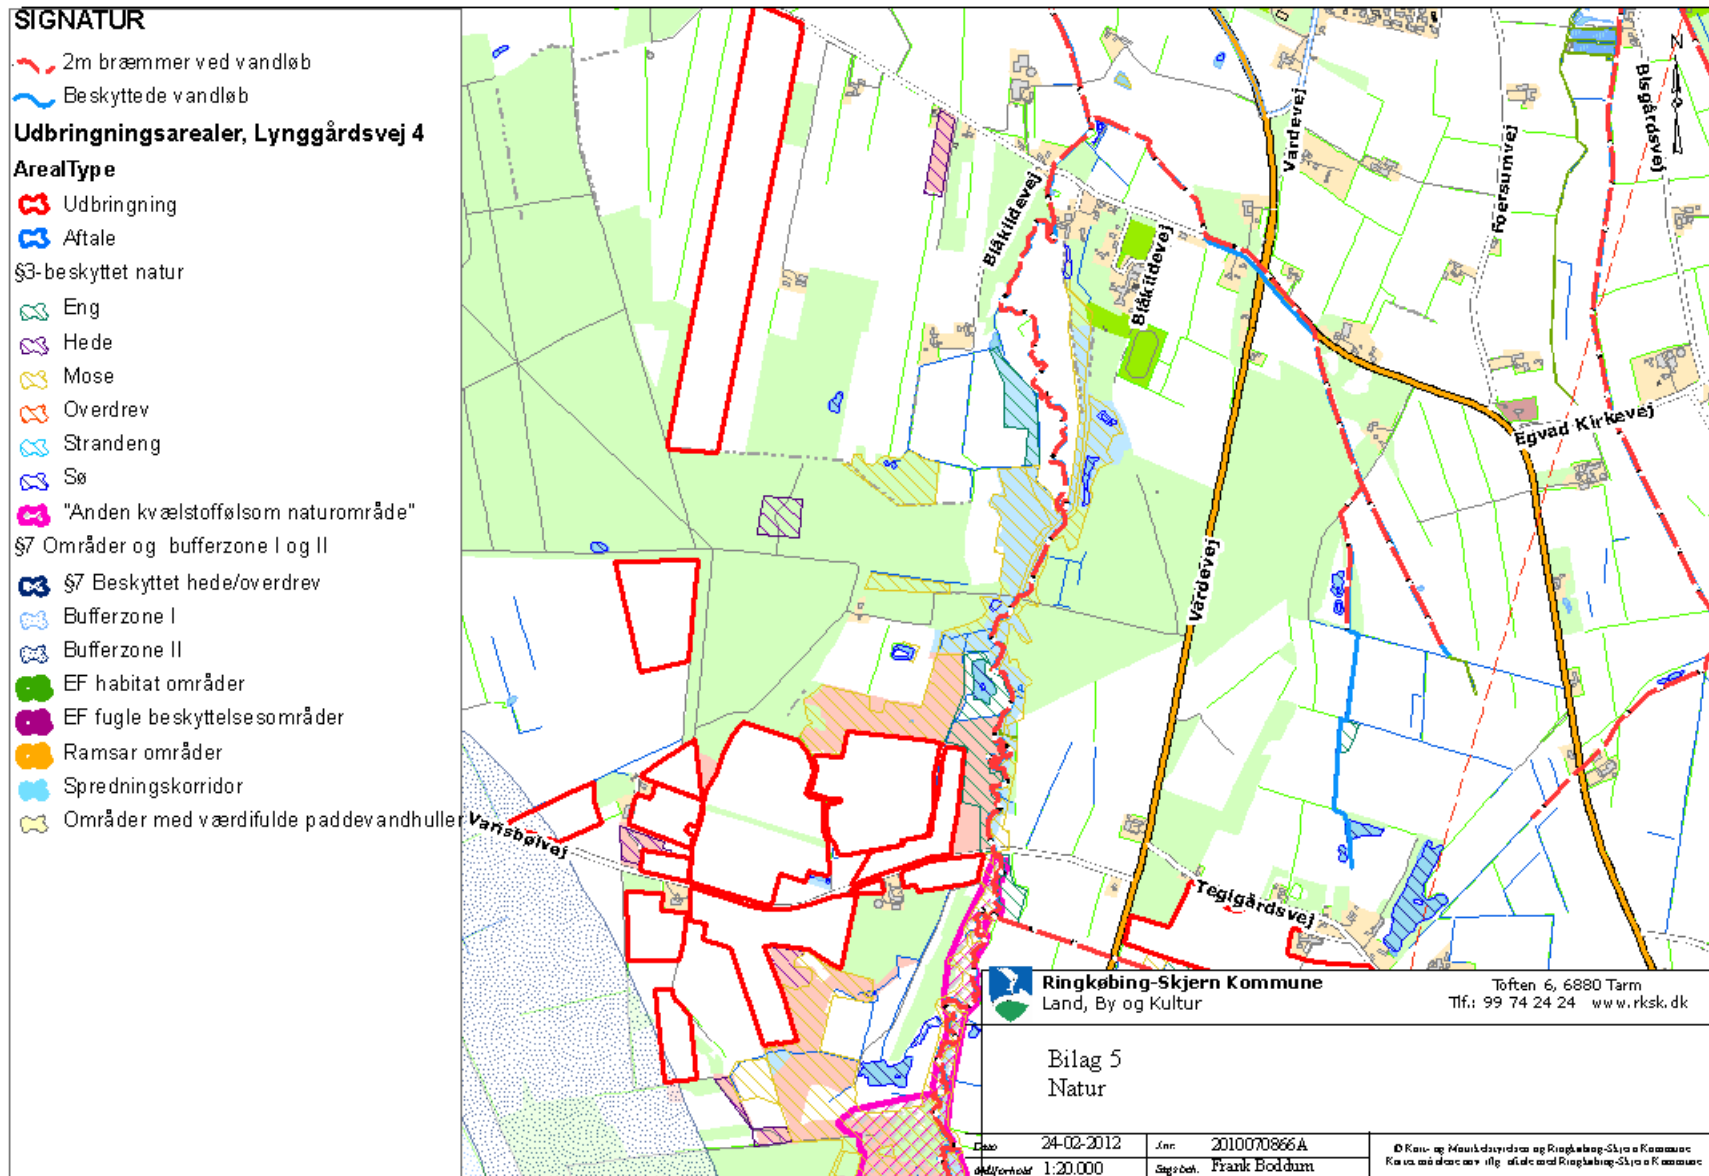 SIGNATUR
2m bræmmer ved vandløb
Beskyttede vandløb
Udbringningsarealer, Lynggårdsvej 4
ArealType
Udbringning
Aftale
§3-beskyttet natur
Eng
Hede
Mose
Overdrev
Strandeng
Sø
"Anden kvælstoffølsom naturområde"
§7 Områder og bufferzone I og II
§7 Beskyttet hede/overdrev
Bufferzone I
Bufferzone II
EF habitat områder
EF fugle beskyttelsesområder
Ramsar områder
Spredningskorridor
Områder med værdifulde paddevandhuller
N
Vardevej
Bisgårdsvej
Foersumvej
Blåkildevej
Blåkildevej
Egvad Kirkevej
Vardevej
Varisbølvej
Teglgårdsvej
Ringkøbing-Skjern Kommune
Land, By og Kultur
Toften 6, 6880 Tarm
Tlf.: 99 74 24 24 www.rksk.dk
Bilag 5
Natur
Dato 24-02-2012 J.nr. 2010070866A
Målforhold 1:20.000 Sagsbeh. Frank Boddum